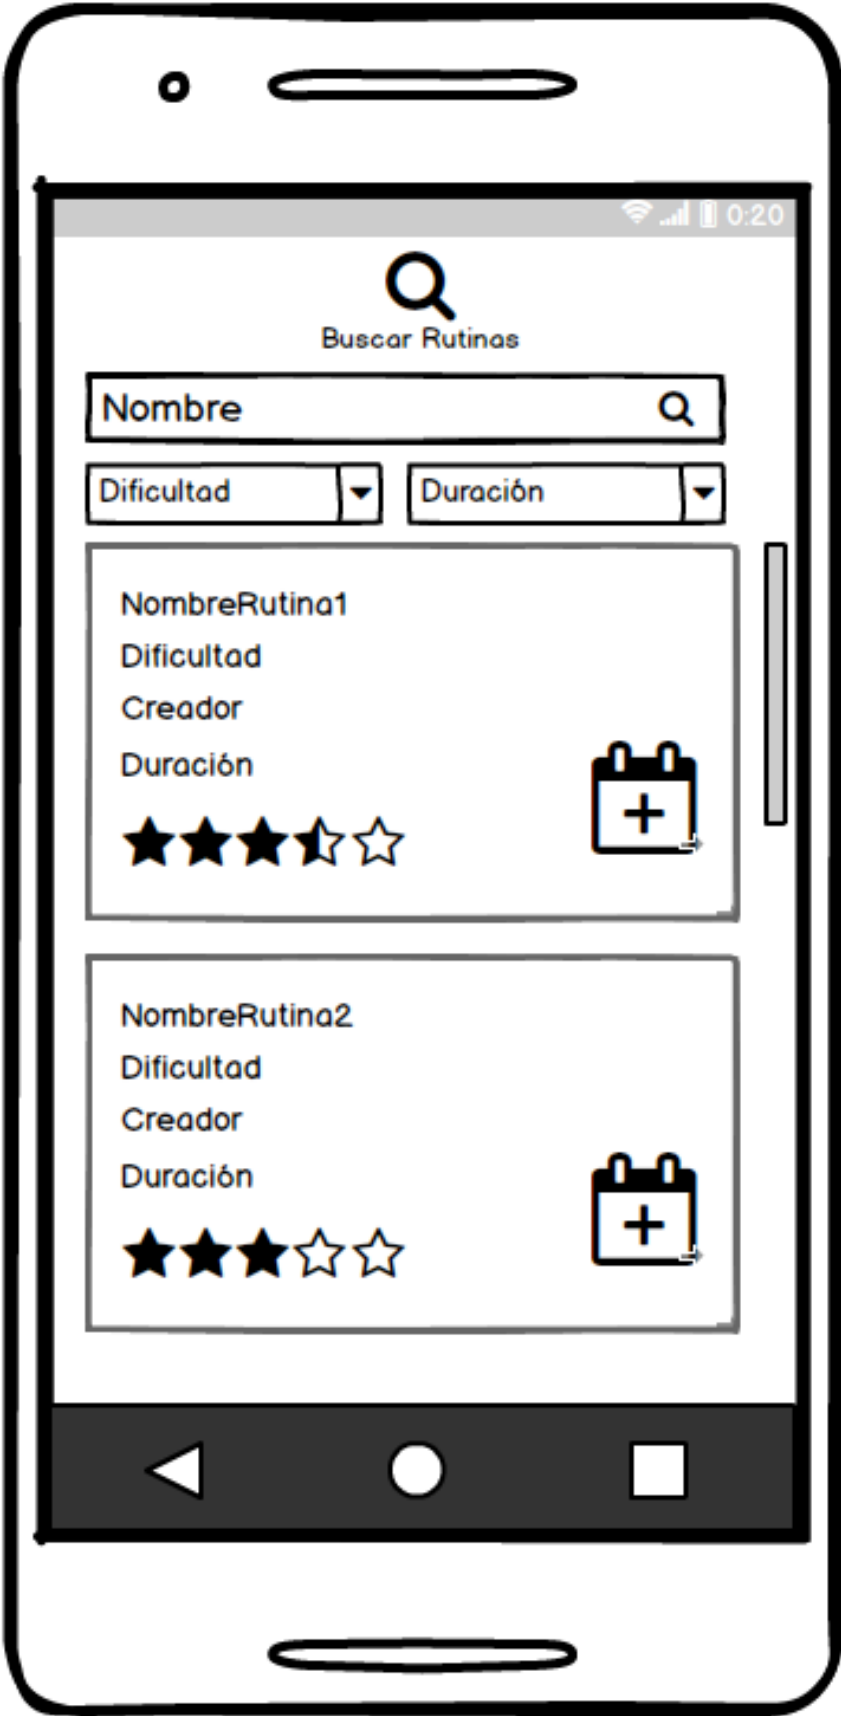 0:20
Buscar Rutinas
Nombre
Dificultad Duración
NombreRutina1
Dificultad
Creador
Duración
NombreRutina2
Dificultad
Creador
Duración